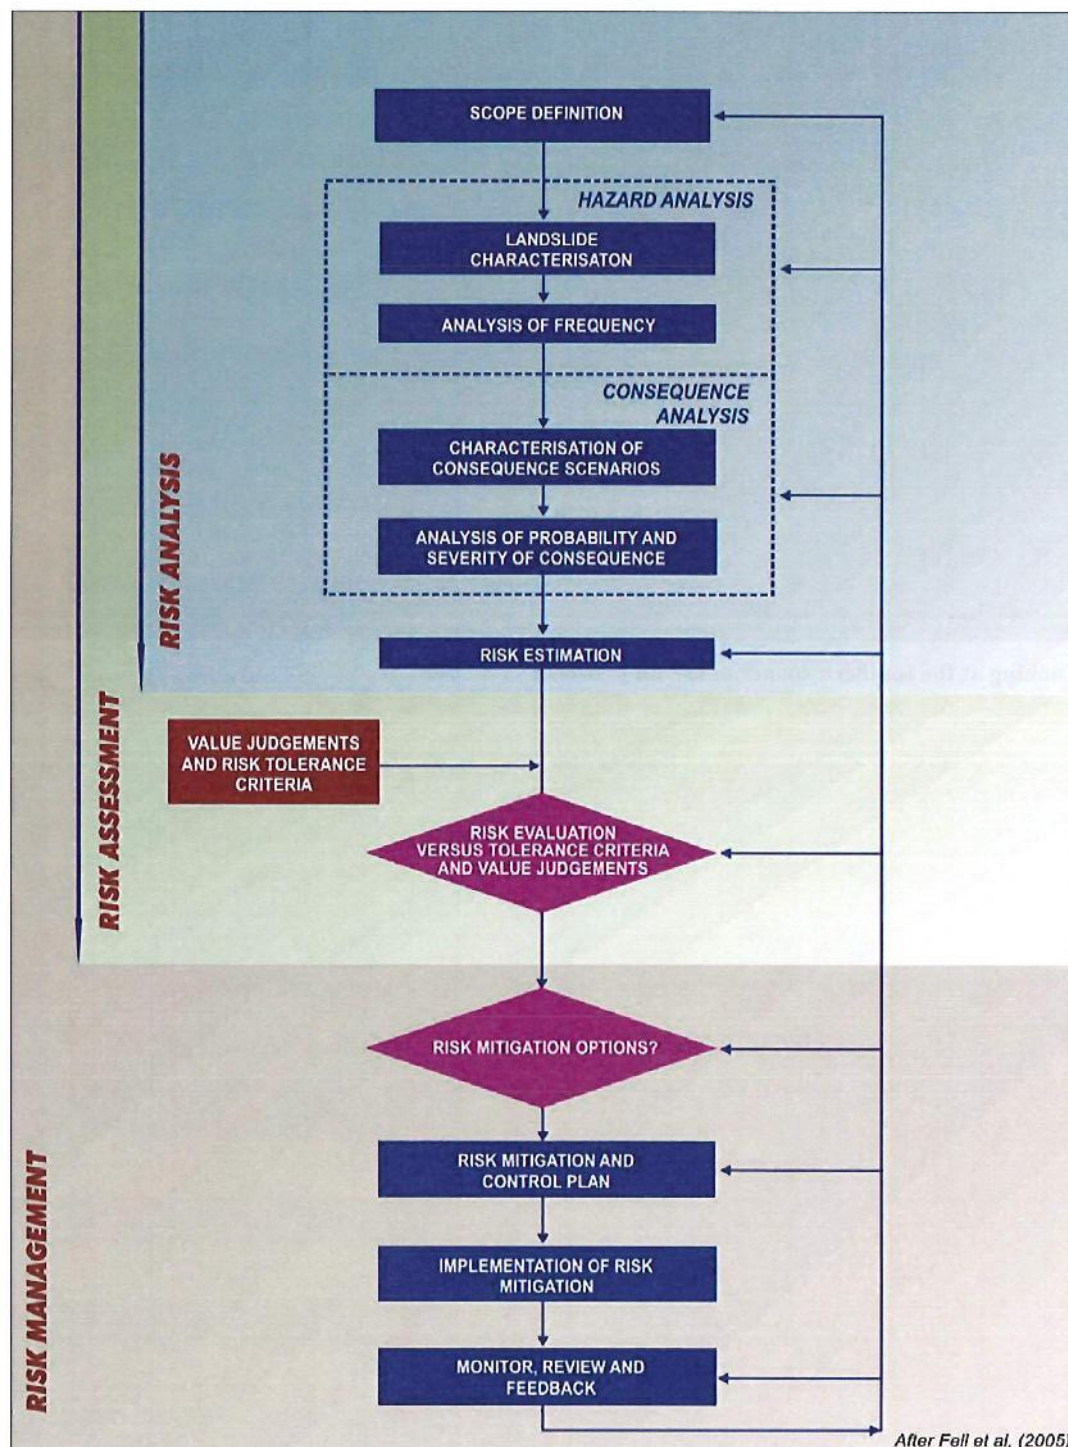 SCOPE DEFINITION
HAZARD ANALYSIS
LANDSLIDE
CHARACTERISATON
ANALYSIS OF FREQUENCY
CONSEQUENCE
ANALYSIS
CHARACTERISATION OF
CONSEQUENCE SCENARIOS
ANALYSIS OF PROBABILITY AND
SEVERITY OF CONSEQUENCE
RISK ANALYSIS
RISK ESTIMATION
VALUE JUDGEMENTS
AND RISK TOLERANCE
CRITERIA
RISK ASSESSMENT
RISK EVALUATION
VERSUS TOLERANCE CRITERIA
AND VALUE JUDGEMENTS
RISK MITIGATION OPTIONS?
RISK MITIGATION AND
CONTROL PLAN
IMPLEMENTATION OF RISK
MITIGATION
RISK MANAGEMENT
MONITOR, REVIEW AND
FEEDBACK
After Fell et al. (2005)